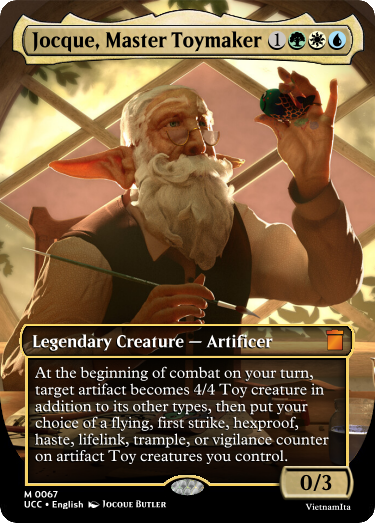 Jocque, Master Toymaker 1
Legendary Creature — Artificer
At the beginning of combat on your turn,
target artifact becomes 4/4 Toy creature in
addition to its other types, then put your
choice of a flying, first strike, hexproof,
haste, lifelink, trample, or vigilance counter
on artifact Toy creatures you control.
0/3
M 0067
UCC • English Jocque Butler
VietnamIta